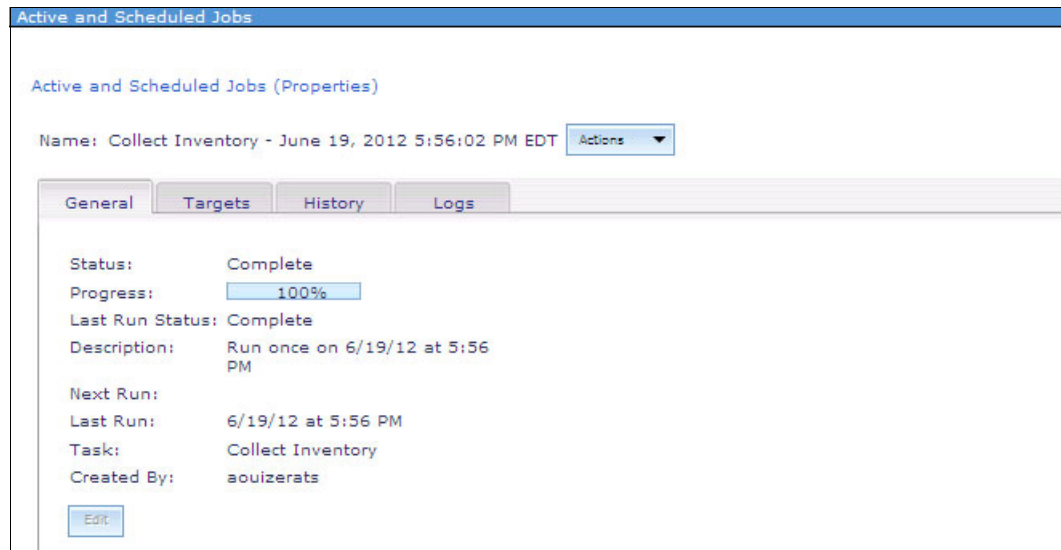 Active and Scheduled Jobs
Active and Scheduled Jobs (Properties)
Name: Collect Inventory - June 19, 2012 5:56:02 PM EDT Actions
General Targets History Logs
Status: Complete
Progress: 100%
Last Run Status: Complete
Description: Run once on 6/19/12 at 5:56
PM
Next Run:
Last Run: 6/19/12 at 5:56 PM
Task: Collect Inventory
Created By: aouizerats
Edit